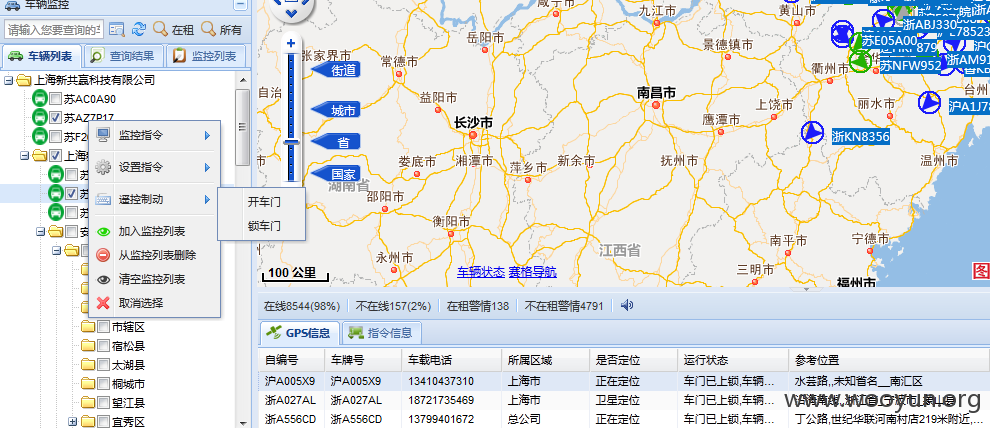 车辆监控
请输入您要查询的
在租
所有
车辆列表
查询结果
监控列表
上海新共赢科技有限公司
苏AC0A90
苏AZ7P17
苏F2
监控指令
设置指令
遥控制动
加入监控列表
从监控列表删除
清空监控列表
取消选择
开车门
锁车门
市辖区
宿松县
太湖县
桐城市
望江县
宜秀区
街道
城市
省
国家
张家界市
岳阳市
咸宁市
九江市
黄山市
常德市
景德镇市
衢州市
自治
益阳市
南昌市
上饶市
丽水市
台州
长沙市
鹰潭市
温州市
娄底市
湘潭市
萍乡市
新余市
抚州市
湖南省
邵阳市
衡阳市
江西省
南平市
宁德市
永州市
三明市
福州市
浙ABJ330
苏E05A00
苏NFW952
浙AM91
沪A1J78
浙KN8356
100 公里
车辆状态 赛格导航
图
在线8544(98%)
不在线157(2%)
在租警情138
不在租警情4791
GPS信息
指令信息
自编号 车牌号 车载电话 所属区域 是否定位 运行状态 参考位置
沪A005X9 沪A005X9 13410437310 上海市 正在定位 车门已上锁,车辆... 水芸路,,未知省名__南汇区
浙A027AL 浙A027AL 18721735469 上海市 卫星定位 车门已上锁,车辆...
www.wooyun.org
浙A556CD 浙A556CD 13799401672 总公司 正在定位 车门已上锁,车辆... 丁公路,世纪华联河南村店219米附近,...